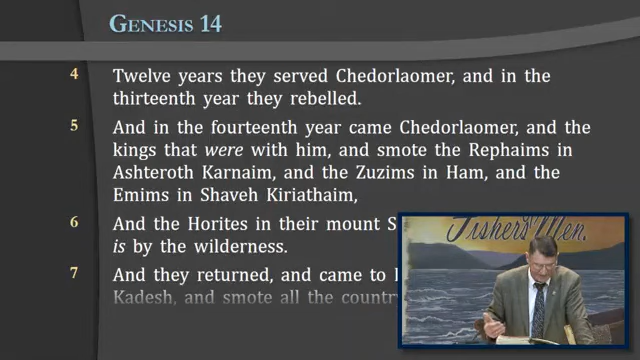 GENESIS 14
4 Twelve years they served Chedorlaomer, and in the
thirteenth year they rebelled.
5 And in the fourteenth year came Chedorlaomer, and the
kings that were with him, and smote the Rephaims in
Ashteroth Karnaim, and the Zuzims in Ham, and the
Emims in Shaveh Kiriathaim,
6 And the Horites in their mount S
is by the wilderness.
7 And they returned, and came to
Kadesh, and smote all the countr
Fishers Men.